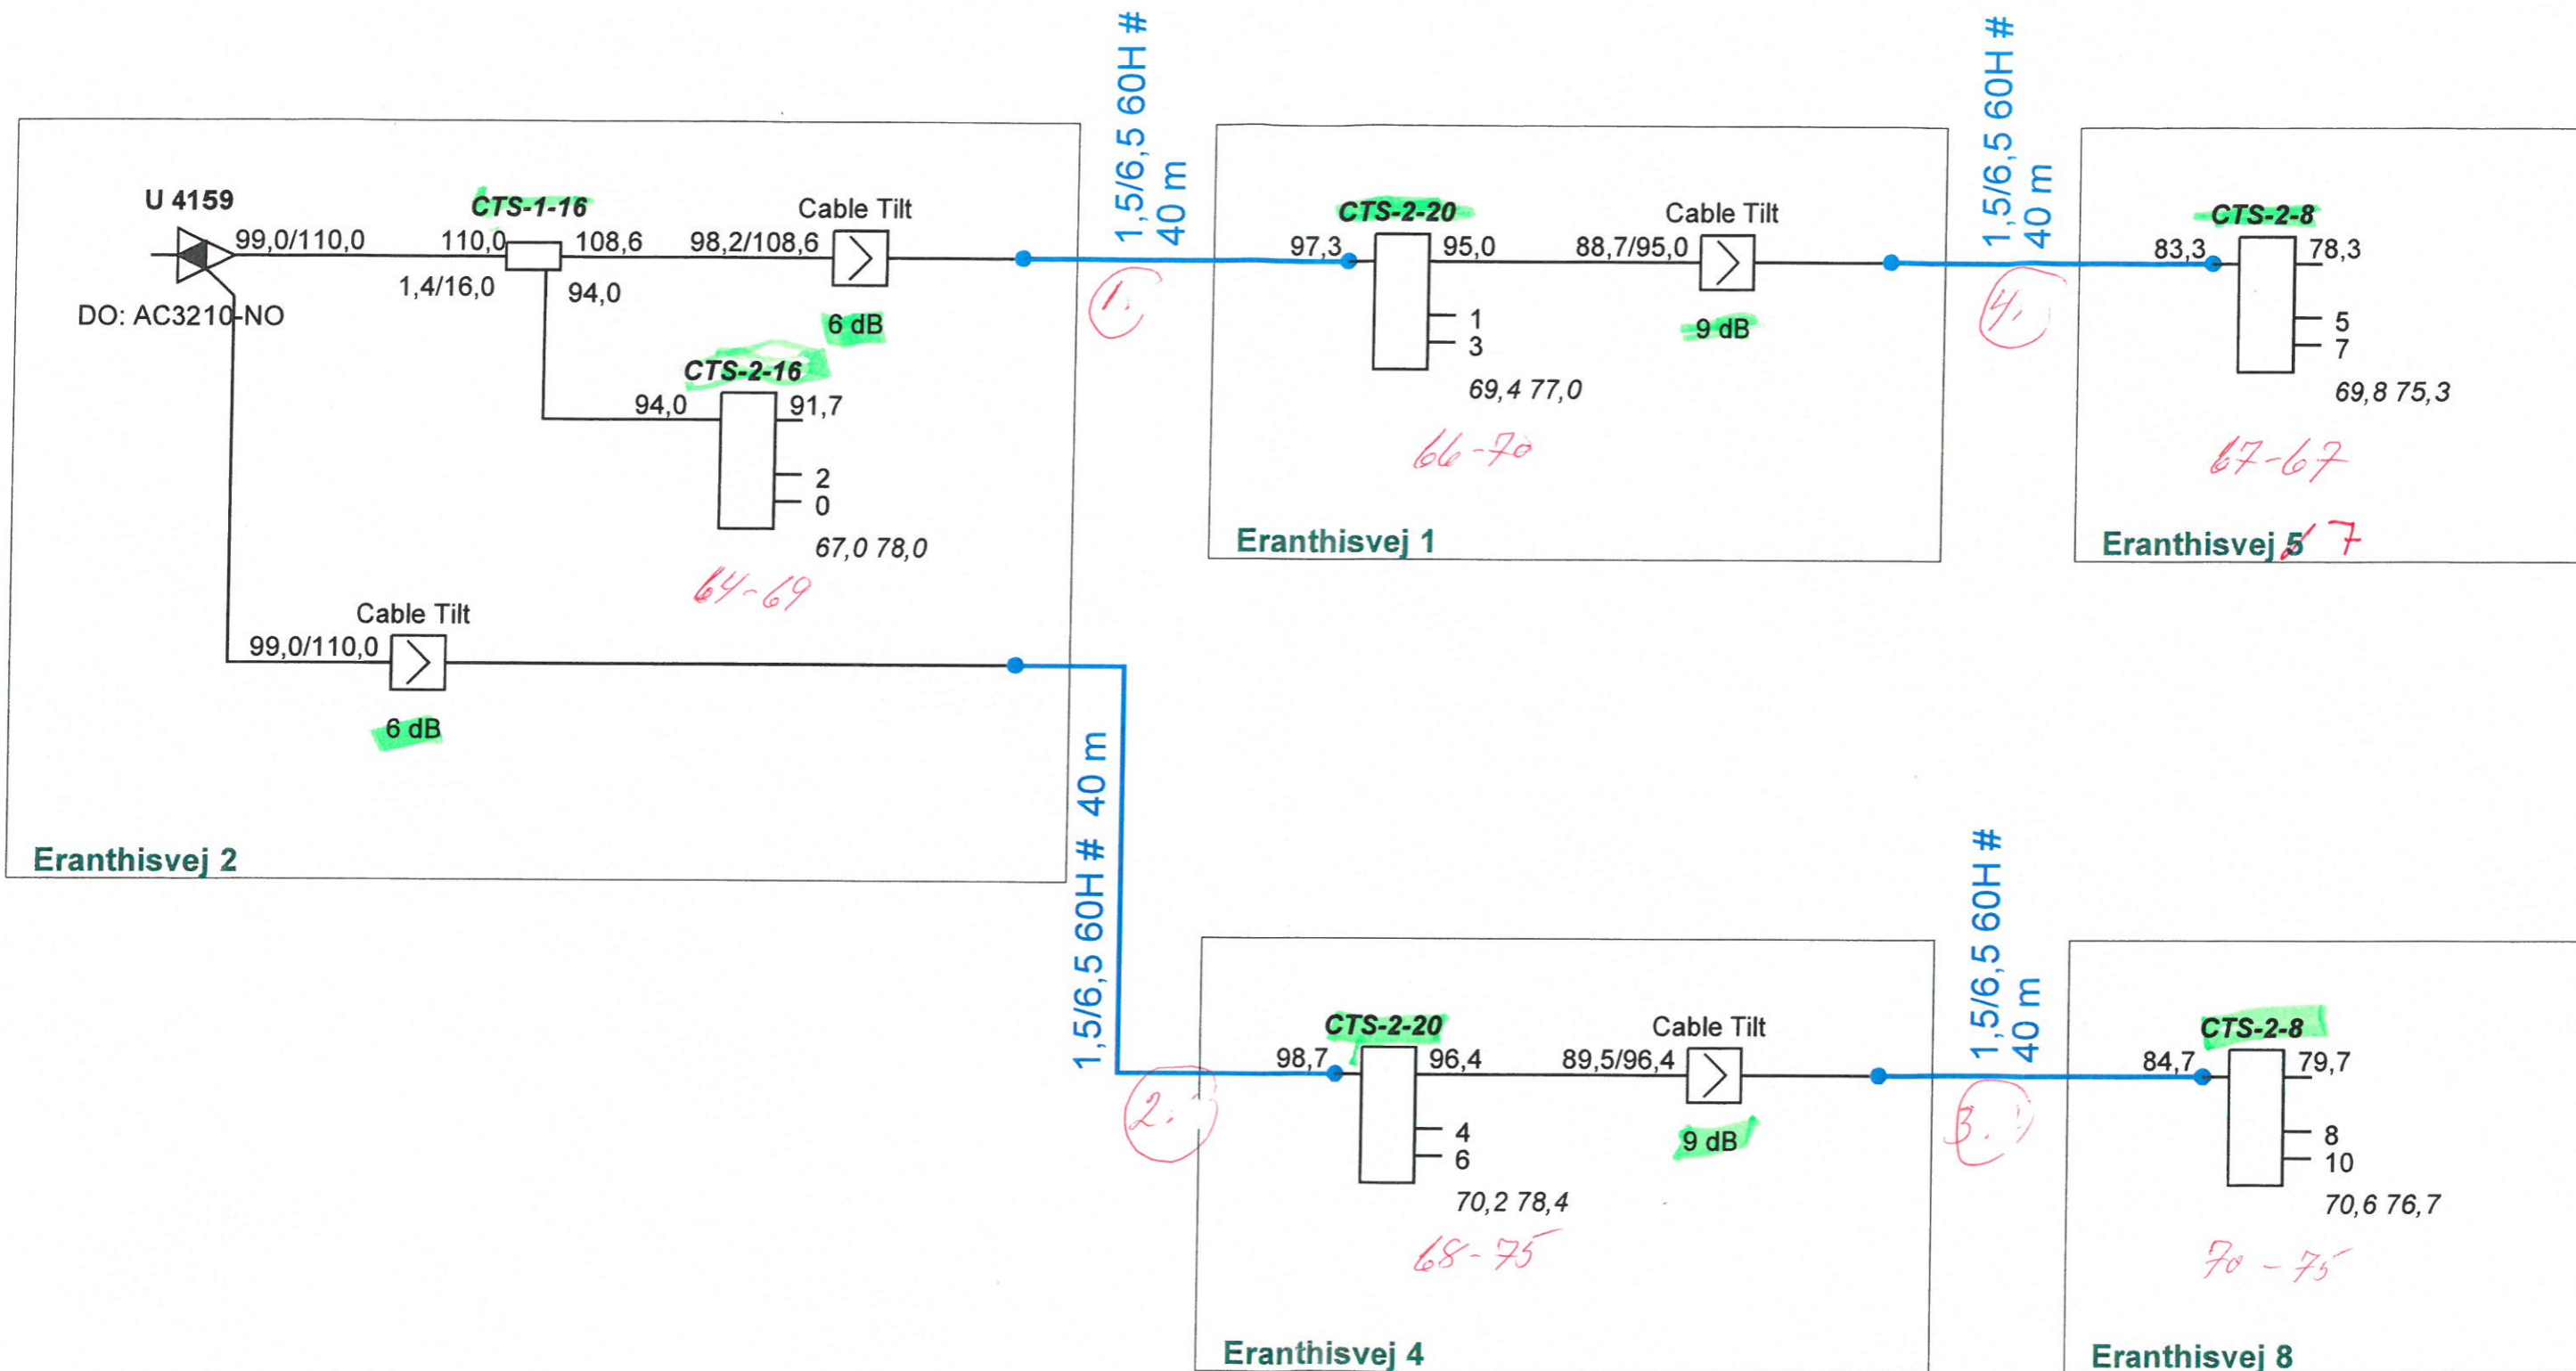 1,5/6,5 60H #
40 m
1,5/6,5 60H #
40 m
U 4159
99,0/110,0
DO: AC3210-NO
CTS-1-16
110,0
108,6
1,4/16,0
94,0
Cable Tilt
98,2/108,6
6 dB
CTS-2-16
94,0
91,7
2
0
67,0 78,0
64-69
Cable Tilt
99,0/110,0
6 dB
Eranthisvej 2
1.
CTS-2-20
97,3
95,0
1
3
69,4 77,0
66-70
Cable Tilt
88,7/95,0
9 dB
Eranthisvej 1
4.
CTS-2-8
83,3
78,3
5
7
69,8 75,3
67-67
Eranthisvej 5 7
1,5/6,5 60H # 40 m
2.
CTS-2-20
98,7
96,4
4
6
70,2 78,4
68-75
Cable Tilt
89,5/96,4
9 dB
Eranthisvej 4
1,5/6,5 60H #
40 m
3.
CTS-2-8
84,7
79,7
8
10
70,6 76,7
70-75
Eranthisvej 8